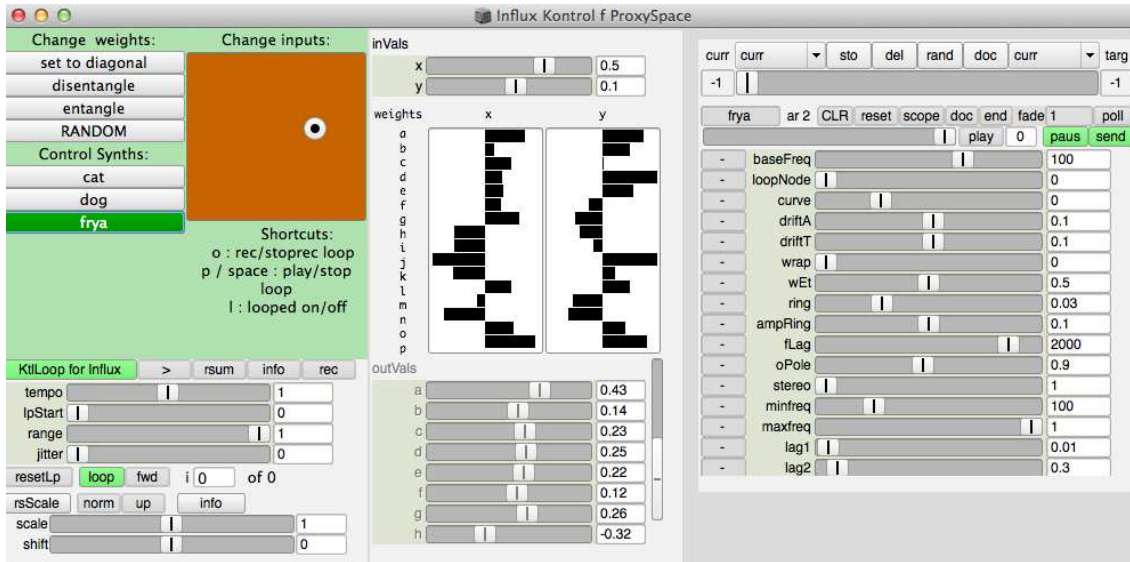 Influx Kontrol f ProxySpace
Change weights:
set to diagonal
disentangle
entangle
RANDOM
Control Synths:
cat
dog
frya
Change inputs:
Shortcuts:
o : rec/stoprec loop
p / space : play/stop
loop
l : looped on/off
KtlLoop for Influx > rsum info rec
tempo 1
lpStart 0
range 1
jitter 0
resetLp loop fwd i 0 of 0
rsScale norm up info
scale 1
shift 0
inVals
x 0.5
y 0.1
weights x y
a
b
c
d
e
f
g
h
i
j
k
l
m
n
o
p
outVals
a 0.43
b 0.14
c 0.23
d 0.25
e 0.22
f 0.12
g 0.26
h -0.32
curr curr sto del rand doc curr targ
-1 -1
frya ar 2 CLR reset scope doc end fade 1 poll
play 0 paus send
- baseFreq 100
- loopNode 0
- curve 0
- driftA 0.1
- driftT 0.1
- wrap 0
- wEt 0.5
- ring 0.03
- ampRing 0.1
- fLag 2000
- oPole 0.9
- stereo 1
- minfreq 100
- maxfreq 1
- lag1 0.01
- lag2 0.3